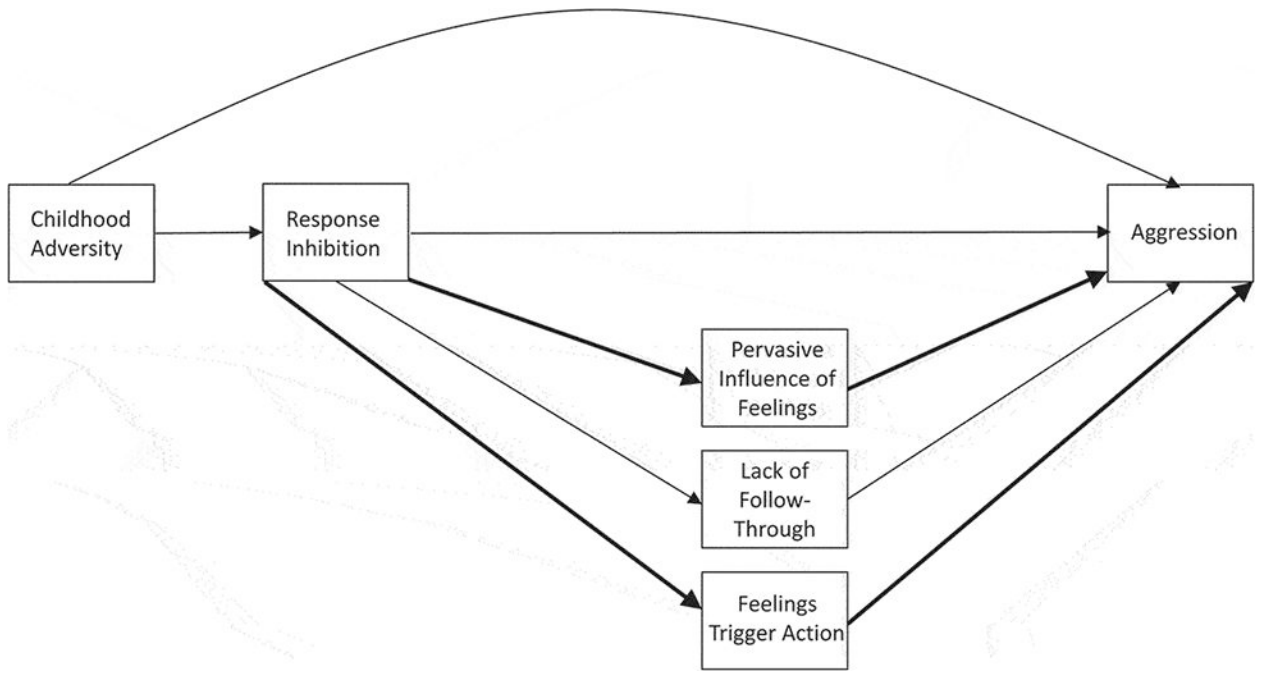 Childhood
Adversity
Response
Inhibition
Aggression
Pervasive
Influence of
Feelings
Lack of
Follow-
Through
Feelings
Trigger Action